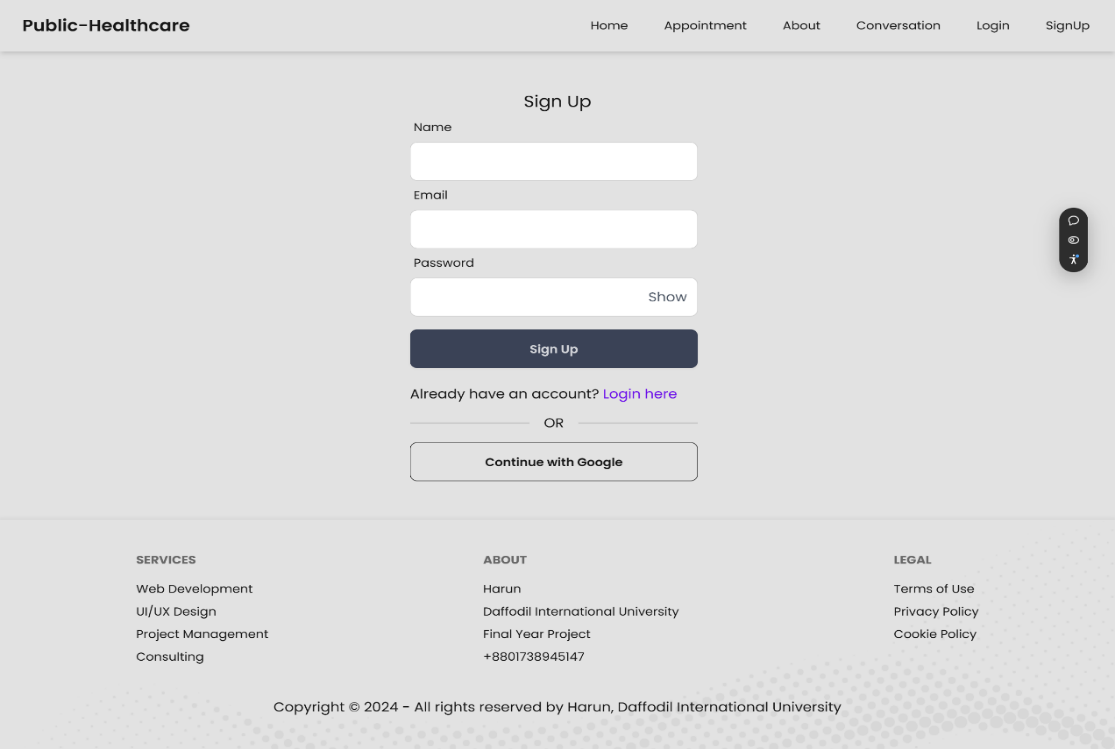 Public-Healthcare
Home Appointment About Conversation Login SignUp
Sign Up
Name
Email
Password
Show
Sign Up
Already have an account? Login here
OR
Continue with Google
SERVICES
Web Development
UI/UX Design
Project Management
Consulting
ABOUT
Harun
Daffodil International University
Final Year Project
+8801738945147
LEGAL
Terms of Use
Privacy Policy
Cookie Policy
Copyright © 2024 - All rights reserved by Harun, Daffodil International University